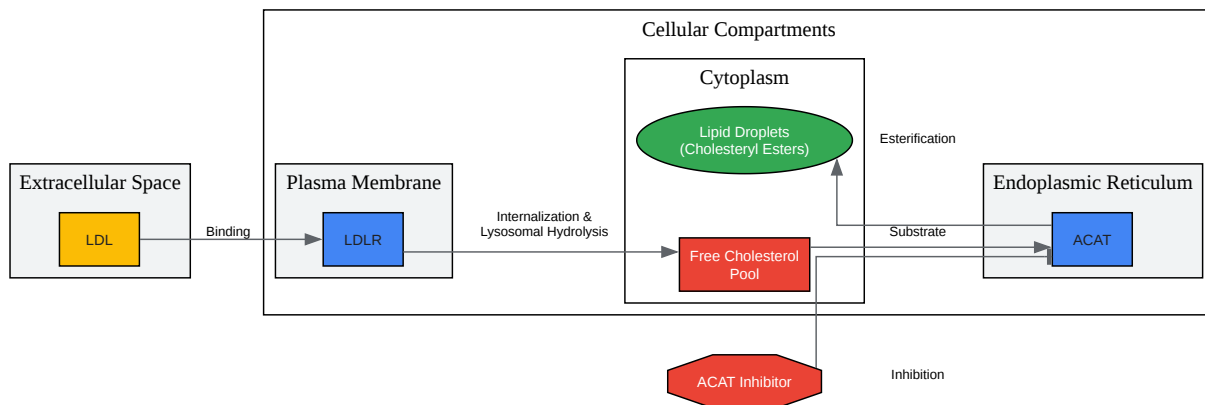 Cellular Compartments
Cytoplasm
Lipid Droplets
(Cholesteryl Esters)
Esterification
Extracellular Space
Plasma Membrane
Endoplasmic Reticulum
Internalization &
Lysosomal Hydrolysis
LDL
Binding
LDLR
Substrate
ACAT
Free Cholesterol
Pool
ACAT Inhibitor
Inhibition